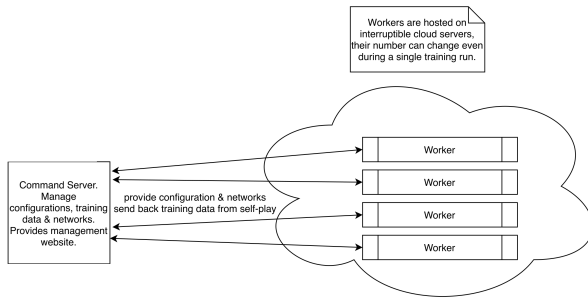 Workers are hosted on
interruptible cloud servers,
their number can change even
during a single training run.
Worker
Worker
Worker
Worker
Command Server.
Manage
configurations, training
data & networks.
Provides management
website.
provide configuration & networks
send back training data from self-play